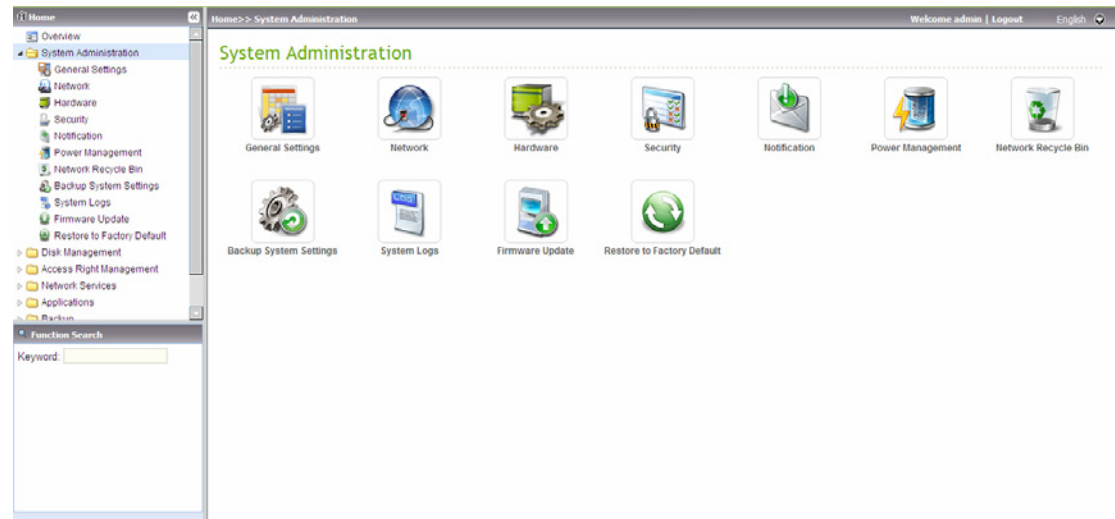 Home
Home>> System Administration
Welcome admin | Logout
English
Overview
System Administration
General Settings
Network
Hardware
Security
Notification
Power Management
Network Recycle Bin
Backup System Settings
System Logs
Firmware Update
Restore to Factory Default
Disk Management
Access Right Management
Network Services
Applications
Backup
Function Search
Keyword:
System Administration
General Settings
Network
Hardware
Security
Notification
Power Management
Network Recycle Bin
Backup System Settings
System Logs
Firmware Update
Restore to Factory Default